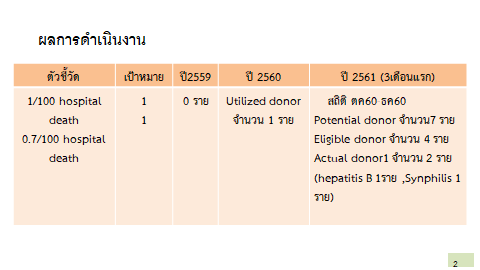 ผลการดำเนินงาน
ตัวชี้วัด เป้าหมาย ปี2559 ปี 2560 ปี 2561 (3เดือนแรก)
1/100 hospital death
0.7/100 hospital death
1
1
0 ราย
Utilized donor
จำนวน 1 ราย
สถิติ ตค60 ธค60
Potential donor จำนวน7 ราย
Eligible donor จำนวน 4 ราย
Actual donor1 จำนวน 2 ราย
(hepatitis B 1ราย ,Synphilis 1
ราย)
2